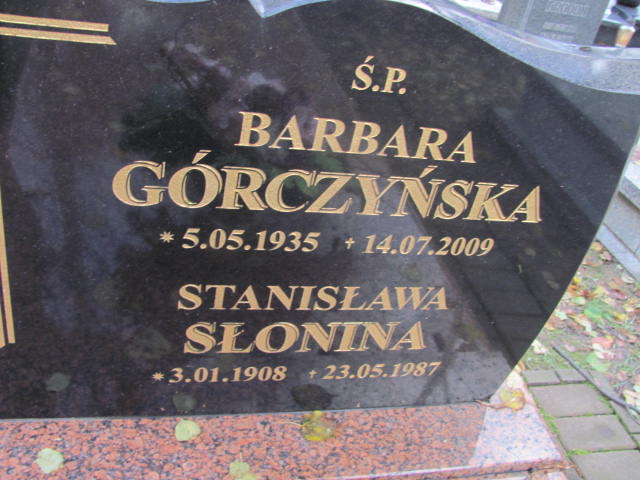 Ś.P.
BARBARA
GÓRCZYŃSKA
* 5.05.1935 † 14.07.2009
STANISŁAWA
SŁONINA
* 3.01.1908 † 23.05.1987